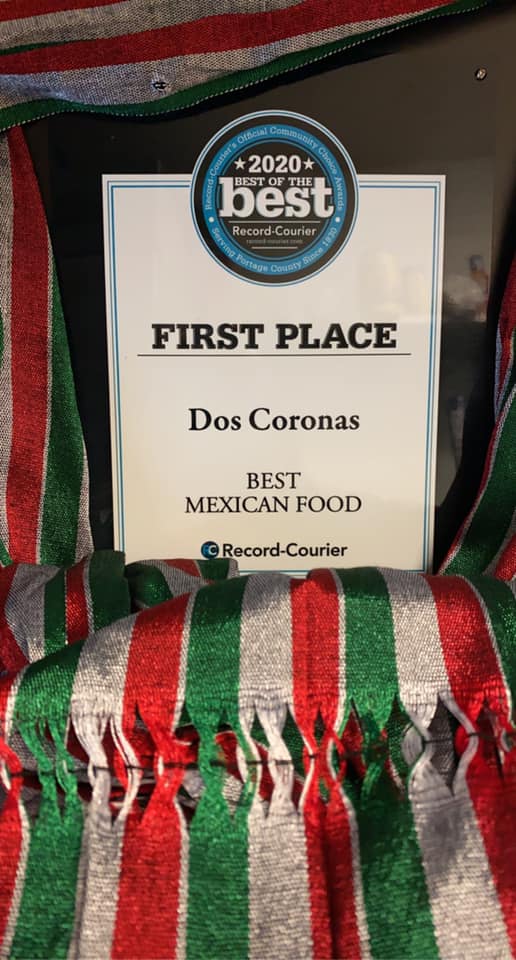 Record-Courier's Official Community Choice Awards
★2020★
BEST OF THE
best
Record-Courier
record-courier.com
Serving Portage County Since 1830
FIRST PLACE
Dos Coronas
BEST
MEXICAN FOOD
RC Record-Courier